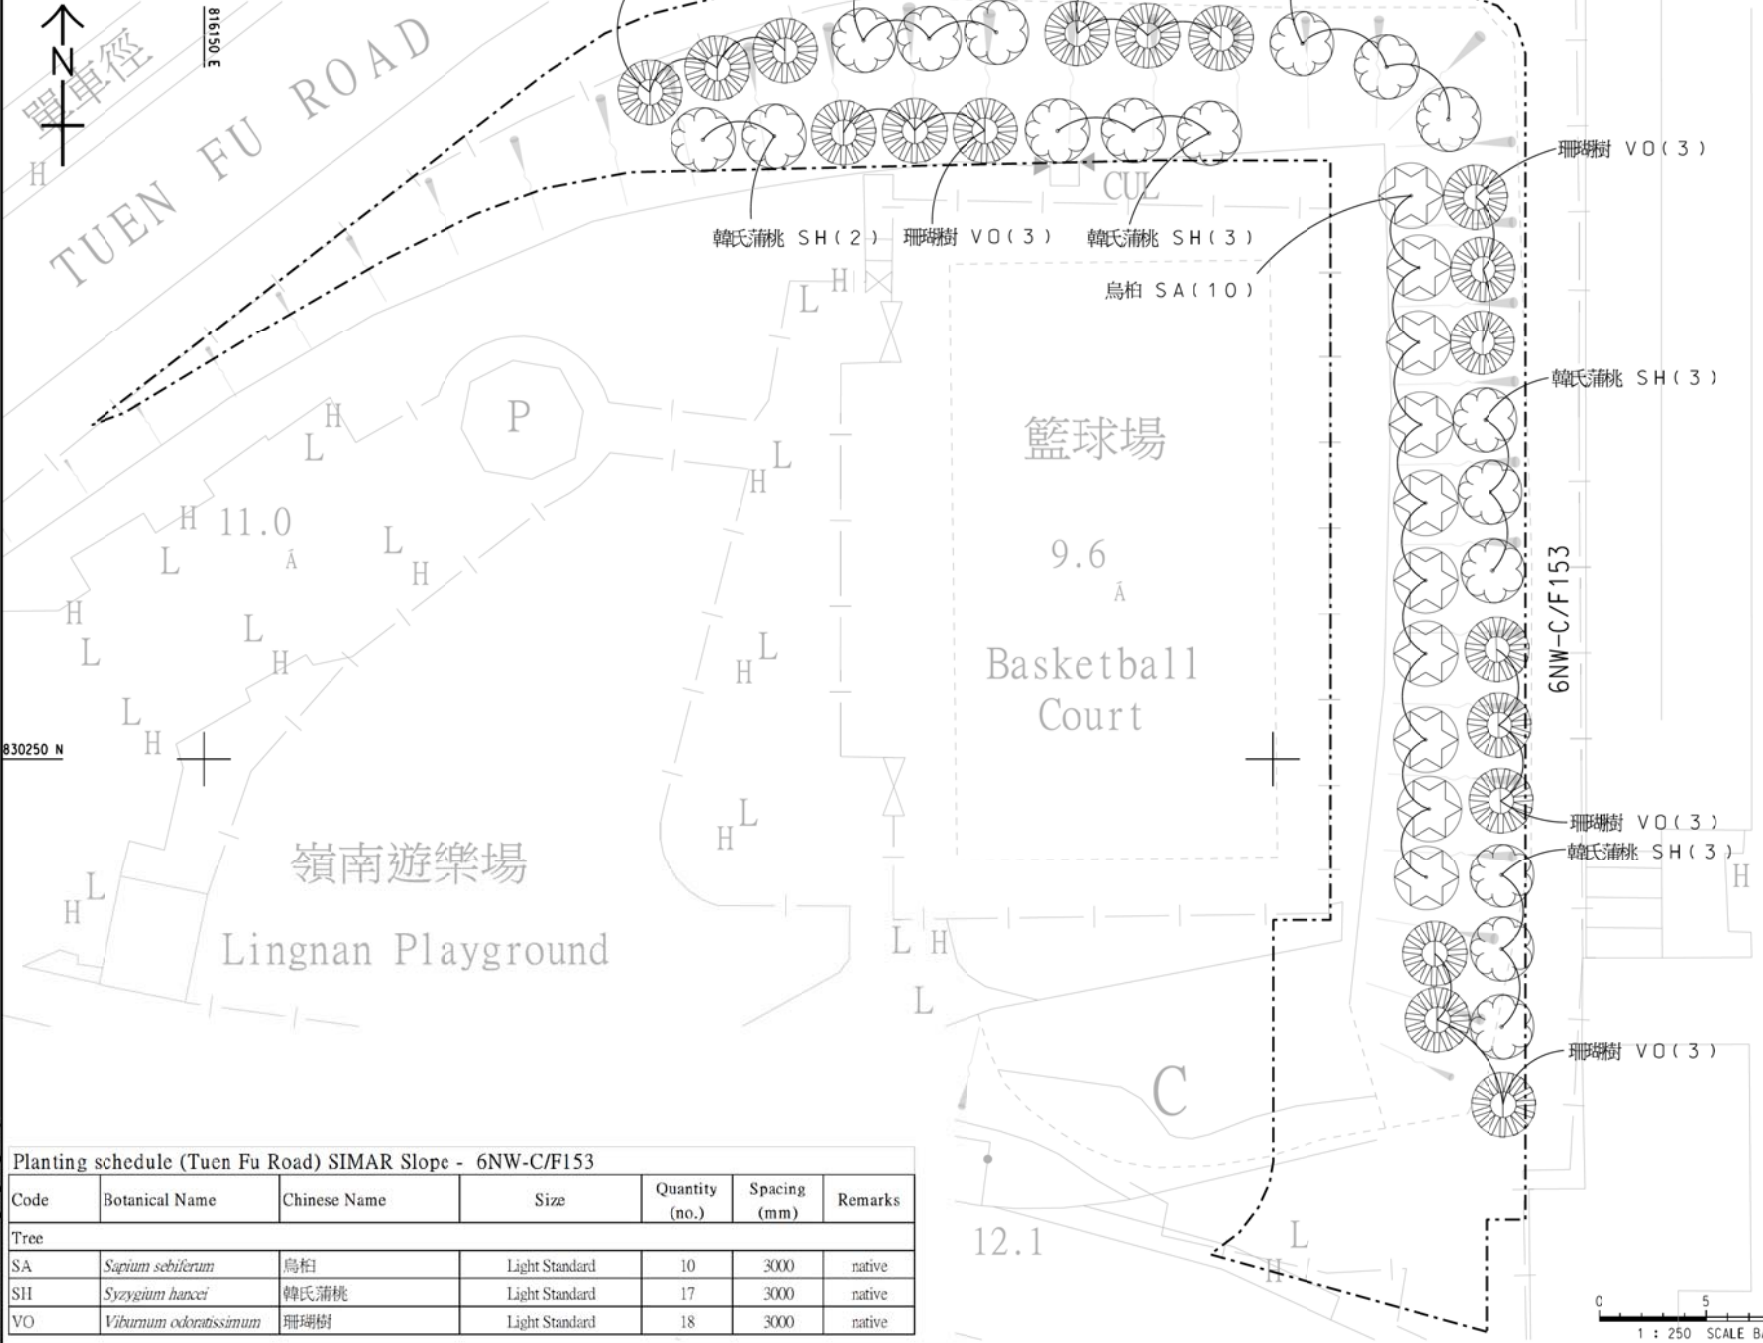 N
816150 E
單車徑
TUEN FU ROAD
H
珊瑚樹 VO(3)
CUL
韓氏蒲桃 SH(2)
珊瑚樹 VO(3)
韓氏蒲桃 SH(3)
烏桕 SA(10)
H
L
韓氏蒲桃 SH(3)
P
H
L
籃球場
L
H
H 11.0
L
L
H
9.6
6NW-C/F153
H
L
L
H
L
H
Basketball
Court
L
H
830250 N
L
H
珊瑚樹 VO(3)
韓氏蒲桃 SH(3)
嶺南遊樂場
L
H
H
Lingnan Playground
L H
L
珊瑚樹 VO(3)
C
Planting schedule (Tuen Fu Road) SIMAR Slope - 6NW-C/F153
Code Botanical Name Chinese Name Size Quantity (no.) Spacing (mm) Remarks
Tree
SA Sapium sebiferum 烏桕 Light Standard 10 3000 native
SH Syzygium hancei 韓氏蒲桃 Light Standard 17 3000 native
VO Viburnum odoratissimum 珊瑚樹 Light Standard 18 3000 native
12.1
L
H
0 5
1 : 250 SCALE